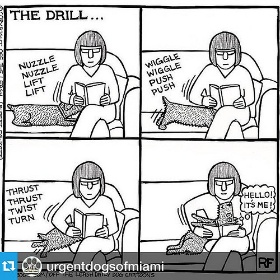 THE DRILL...
NUZZLE
NUZZLE
LIFT
LIFT
WIGGLE
WIGGLE
PUSH
PUSH
THRUST
THRUST
TWIST
TURN
HELLO!
IT'S ME!
RF
urgentdogsofmiami